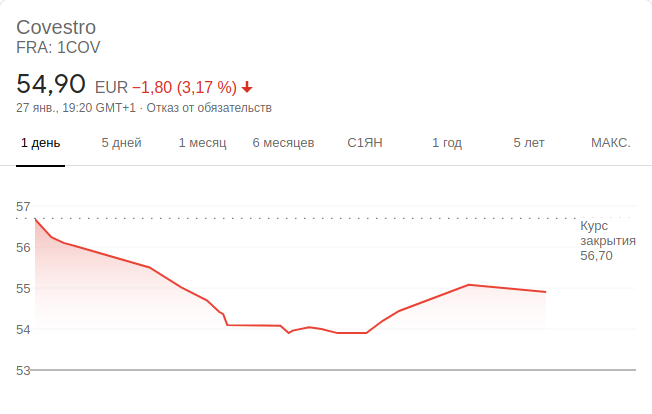 Covestro
FRA: 1COV
54,90 EUR −1,80 (3,17 %)
27 янв., 19:20 GMT+1 · Отказ от обязательств
1 день 5 дней 1 месяц 6 месяцев С1ЯН 1 год 5 лет МАКС.
57
Курс
закрытия
56,70
56
55
54
53